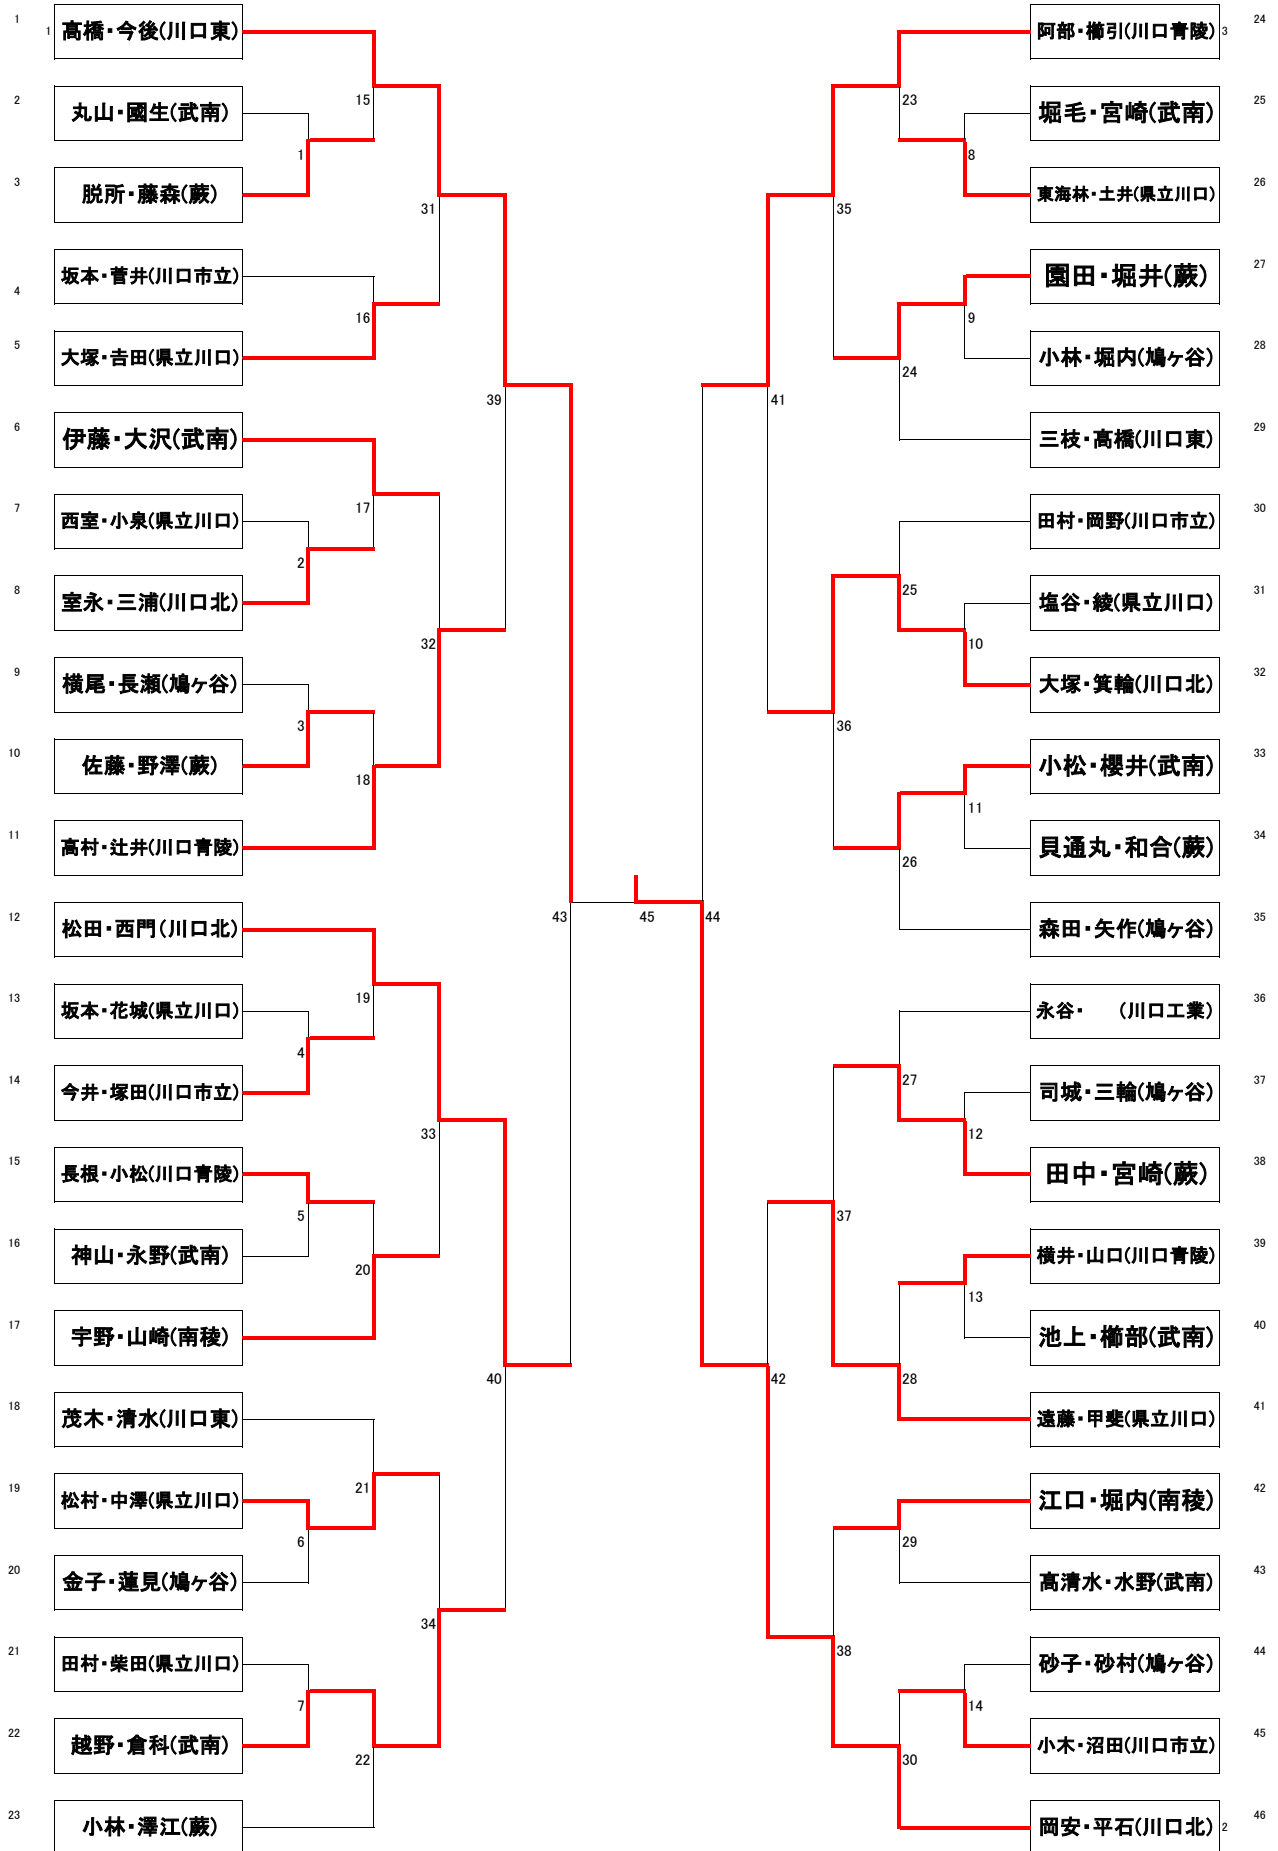 1
1
高橋・今後(川口東)
2
丸山・國生(武南)
3
脱所・藤森(蕨)
4
坂本・菅井(川口市立)
5
大塚・吉田(県立川口)
6
伊藤・大沢(武南)
7
西室・小泉(県立川口)
8
室永・三浦(川口北)
9
横尾・長瀬(鳩ヶ谷)
10
佐藤・野澤(蕨)
11
高村・辻井(川口青陵)
12
松田・西門(川口北)
13
坂本・花城(県立川口)
14
今井・塚田(川口市立)
15
長根・小松(川口青陵)
16
神山・永野(武南)
17
宇野・山崎(南稜)
18
茂木・清水(川口東)
19
松村・中澤(県立川口)
20
金子・蓮見(鳩ヶ谷)
21
田村・柴田(県立川口)
22
越野・倉科(武南)
23
小林・澤江(蕨)
1
2
3
4
5
6
7
15
16
17
18
19
20
21
22
31
32
33
34
39
40
43
45
44
41
42
35
36
37
38
23
24
25
26
27
28
29
30
8
9
10
11
12
13
14
阿部・櫛引(川口青陵)
3
24
堀毛・宮崎(武南)
25
東海林・土井(県立川口)
26
園田・堀井(蕨)
27
小林・堀内(鳩ヶ谷)
28
三枝・高橋(川口東)
29
田村・岡野(川口市立)
30
塩谷・綾(県立川口)
31
大塚・箕輪(川口北)
32
小松・櫻井(武南)
33
貝通丸・和合(蕨)
34
森田・矢作(鳩ヶ谷)
35
永谷・　　(川口工業)
36
司城・三輪(鳩ヶ谷)
37
田中・宮崎(蕨)
38
横井・山口(川口青陵)
39
池上・櫛部(武南)
40
遠藤・甲斐(県立川口)
41
江口・堀内(南稜)
42
高清水・水野(武南)
43
砂子・砂村(鳩ヶ谷)
44
小木・沼田(川口市立)
45
岡安・平石(川口北)
2
46